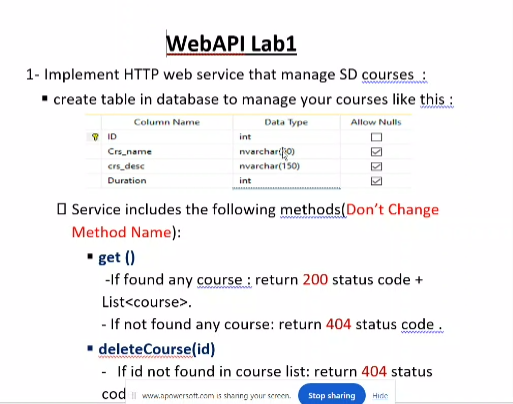 WebAPI Lab1
1- Implement HTTP web service that manage SD courses :
▪ create table in database to manage your courses like this :
Column Name Data Type Allow Nulls
ID int
Crs_name
crs_desc nvarchar(150)
Duration int
Service includes the following methods(Don't Change
Method Name):
▪ get ()
-If found any course : return 200 status code +
List<course>.
- If not found any course: return 404 status code .
▪ deleteCourse(id)
- If id not found in course list: return 404 status
cod
www.apowersoft.com is sharing your screen. Stop sharing Hide